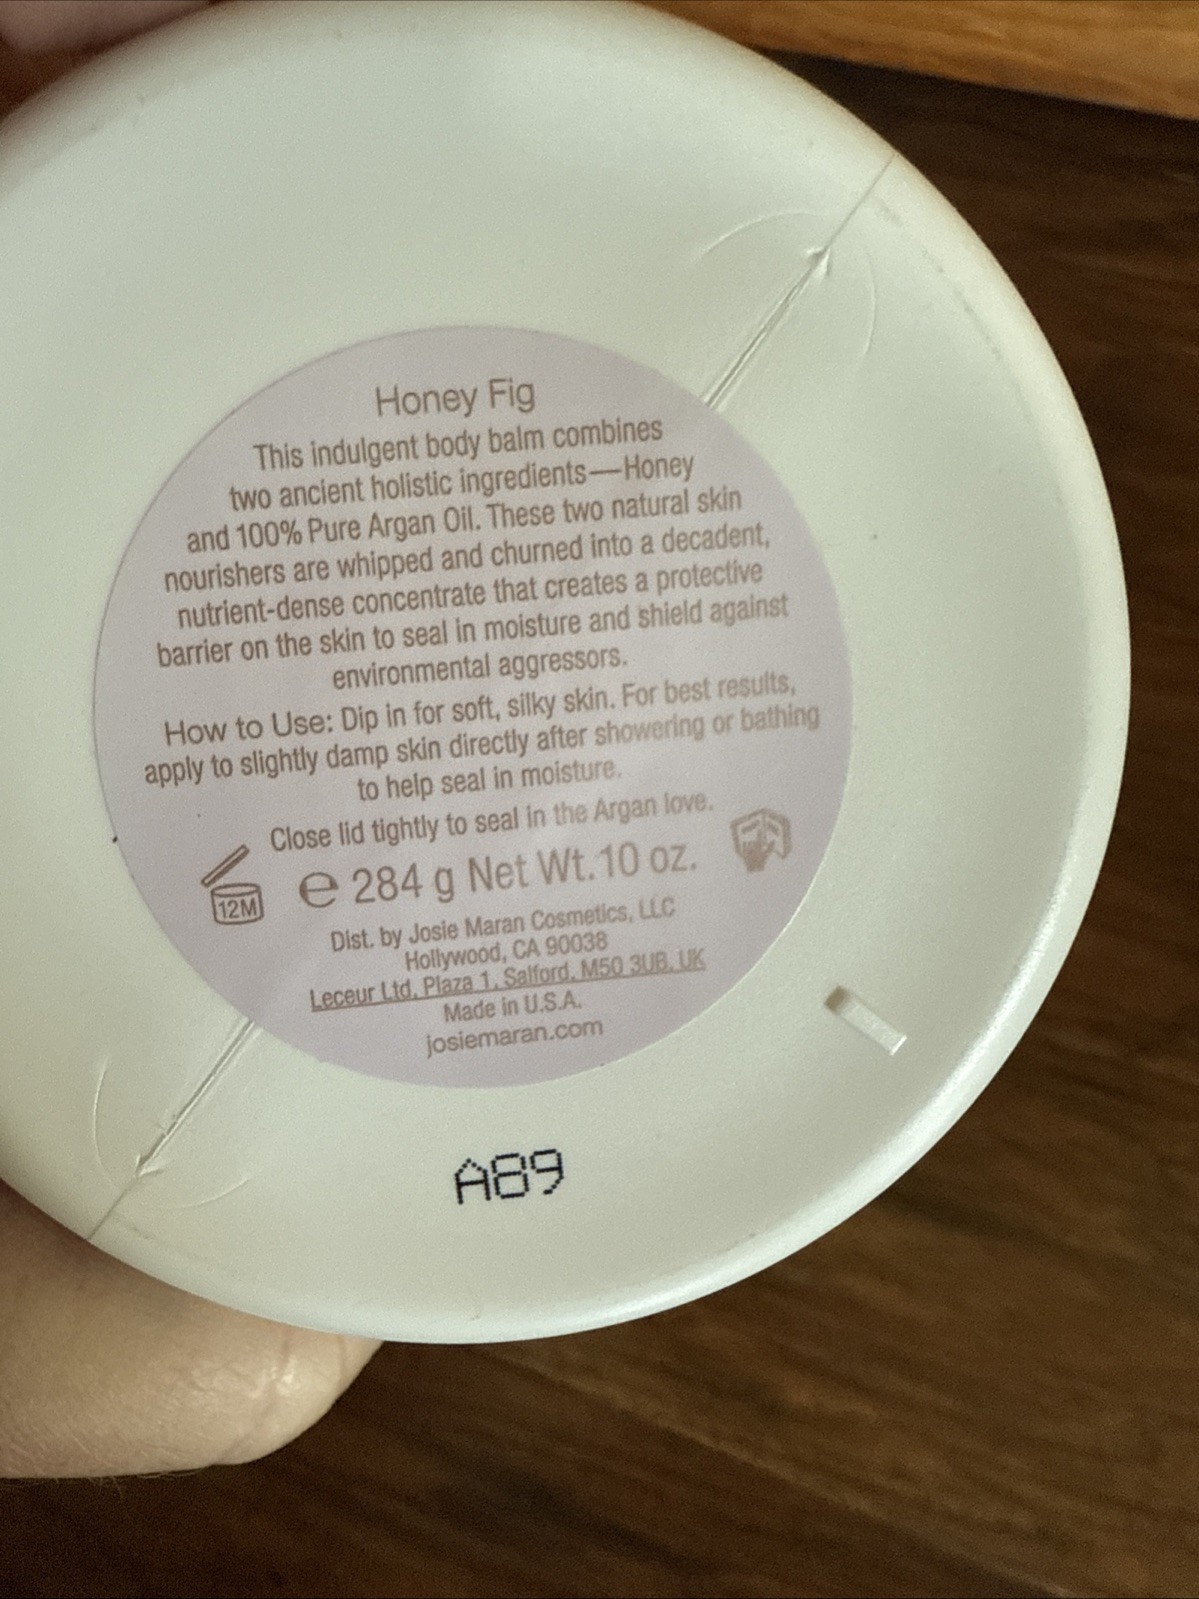 Honey Fig
This indulgent body balm combines
two ancient holistic ingredients—Honey
and 100% Pure Argan Oil. These two natural skin
nourishers are whipped and churned into a decadent,
nutrient-dense concentrate that creates a protective
barrier on the skin to seal in moisture and shield against
environmental aggressors.
How to Use: Dip in for soft, silky skin. For best results,
apply to slightly damp skin directly after showering or bathing
to help seal in moisture.
Close lid tightly to seal in the Argan love.
12M
℮ 284 g Net Wt. 10 oz.
Dist. by Josie Maran Cosmetics, LLC
Hollywood, CA 90038
Leceur Ltd, Plaza 1, Salford, M50 3UB, UK
Made in U.S.A.
josiemaran.com
A89